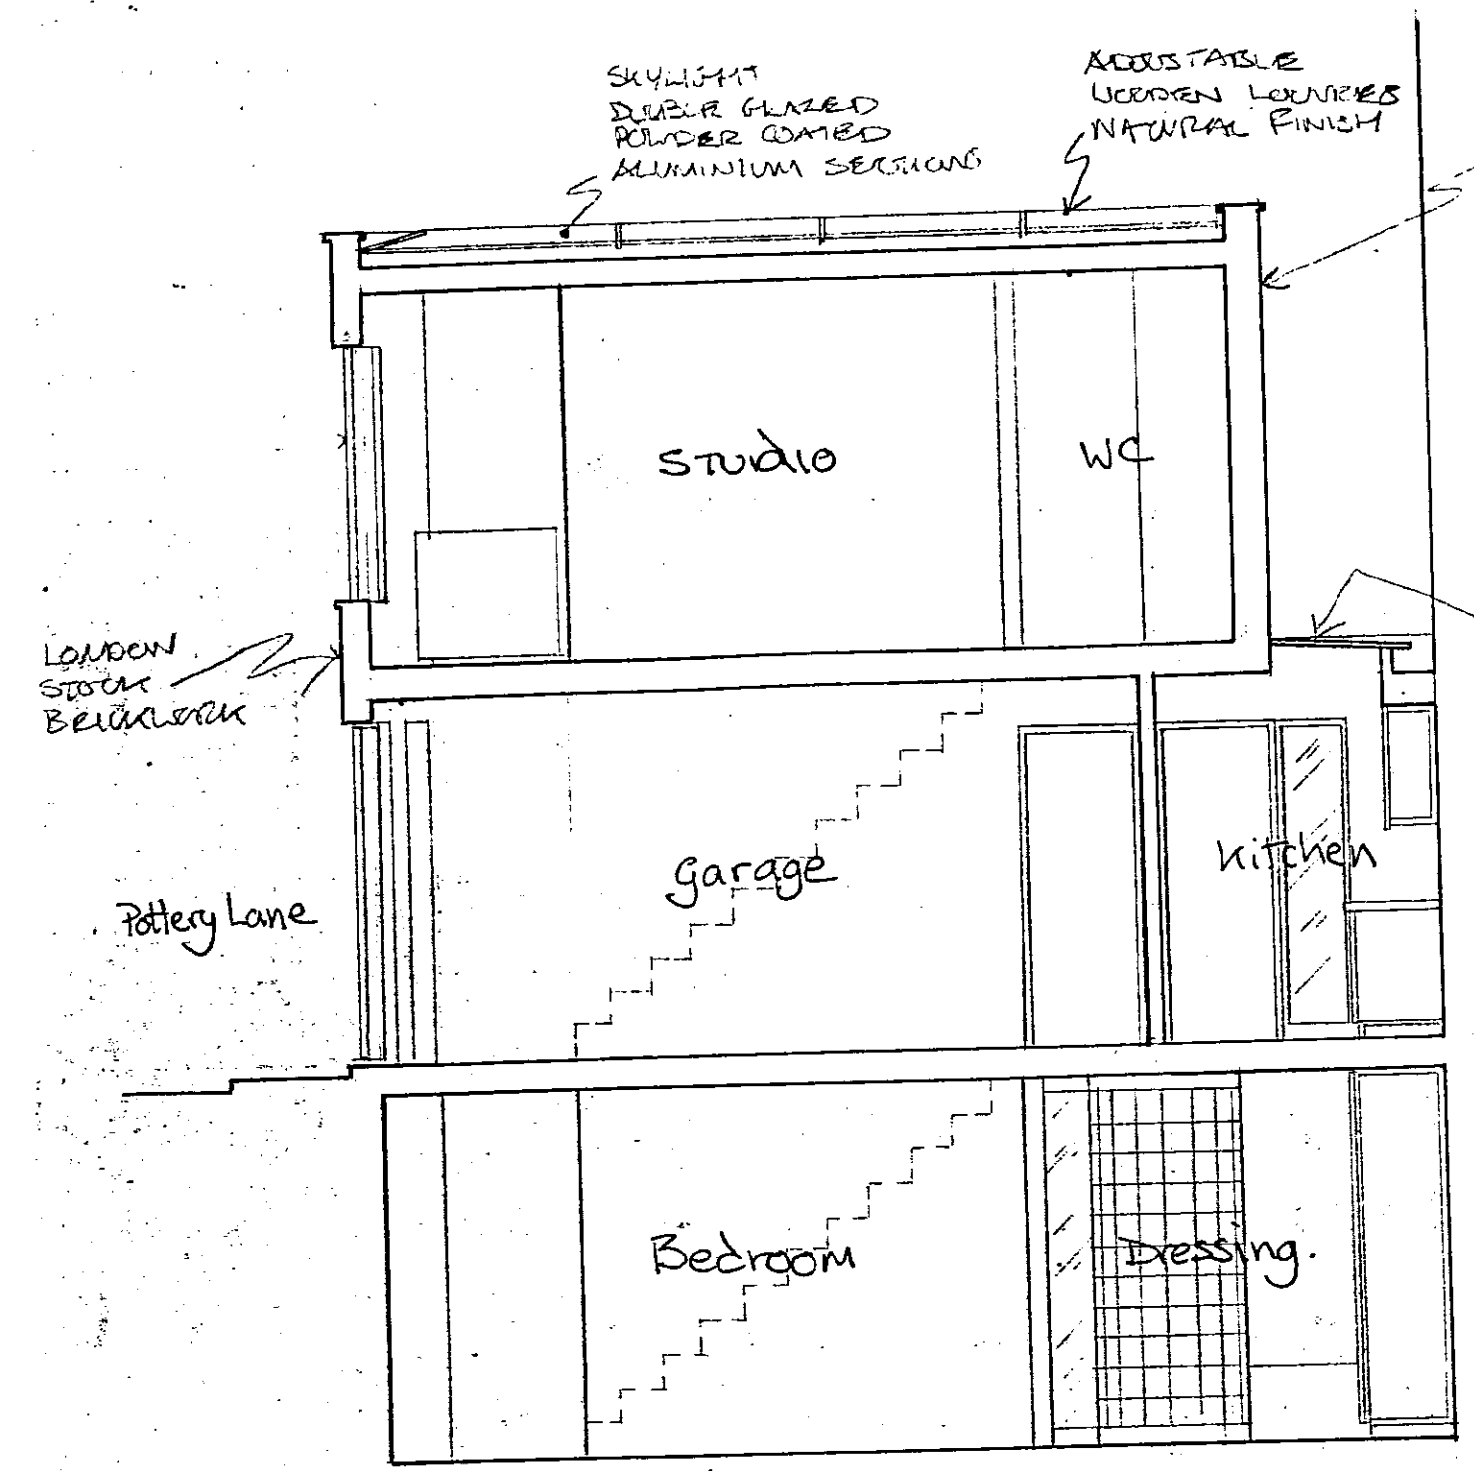 SKYLIGHT
DOUBLE GLAZED
POWDER COATED
ALUMINIUM SECTIONS
ADJUSTABLE
WOODEN LOUVRES
NATURAL FINISH
STUdIO
WC
LONDON
STOCK
BRICKWORK
Garage
Kitchen
Pottery Lane
Bedroom
Dressing.